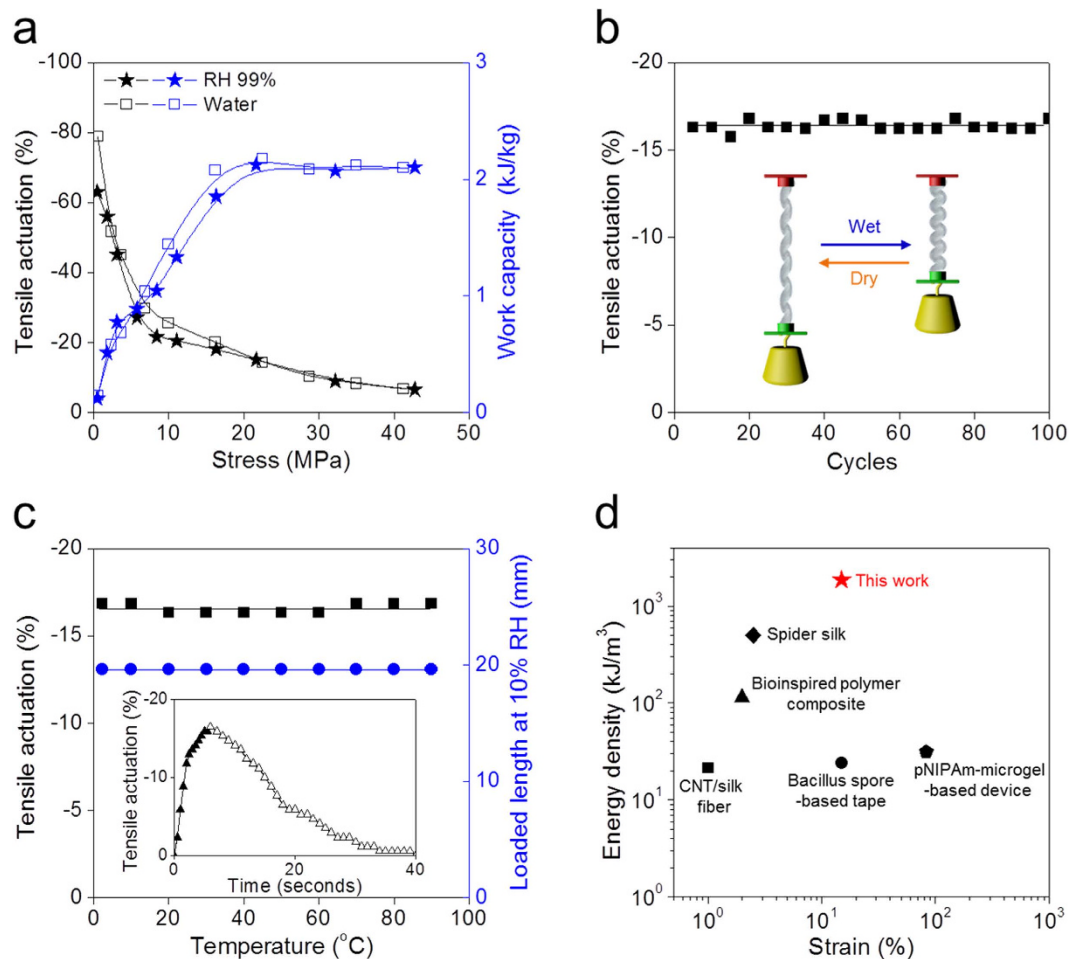 a
Tensile actuation (%)
-100
-80
-60
-40
-20
0
RH 99%
Water
3
2
1
0
Work capacity (kJ/kg)
0 10 20 30 40 50
Stress (MPa)
b
Tensile actuation (%)
-20
-15
-10
-5
0
Wet
Dry
0 20 40 60 80 100
Cycles
c
Tensile actuation (%)
-20
-15
-10
-5
0
30
20
10
0
Loaded length at 10% RH (mm)
Tensile actuation (%)
-20
-10
0
0 20 40
Time (seconds)
0 20 40 60 80 100
Temperature (°C)
d
Energy density (kJ/m³)
10³
10²
10¹
10⁰
This work
Spider silk
Bioinspired polymer
composite
CNT/silk
fiber
Bacillus spore
-based tape
pNIPAm-microgel
-based device
10⁰ 10¹ 10² 10³
Strain (%)